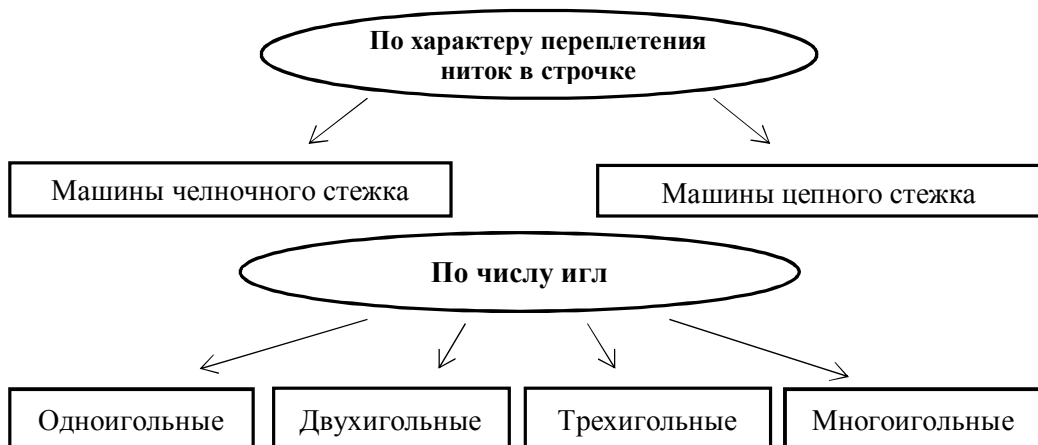 По характеру переплетения
ниток в строчке
Машины челночного стежка
Машины цепного стежка
По числу игл
Одноигольные
Двухигольные
Трехигольные
Многоигольные